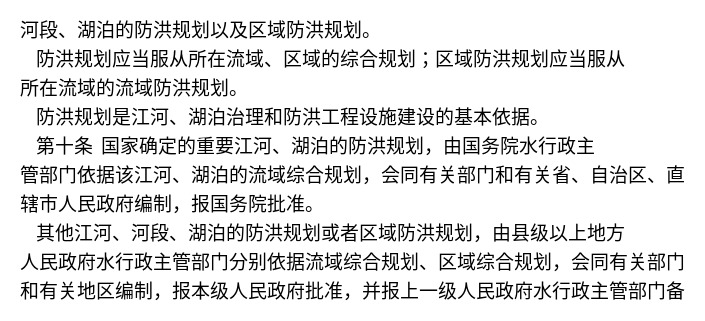 河段、湖泊的防洪规划以及区域防洪规划。
防洪规划应当服从所在流域、区域的综合规划；区域防洪规划应当服从
所在流域的流域防洪规划。
防洪规划是江河、湖泊治理和防洪工程设施建设的基本依据。
第十条 国家确定的重要江河、湖泊的防洪规划，由国务院水行政主
管部门依据该江河、湖泊的流域综合规划，会同有关部门和有关省、自治区、直
辖市人民政府编制，报国务院批准。
其他江河、河段、湖泊的防洪规划或者区域防洪规划，由县级以上地方
人民政府水行政主管部门分别依据流域综合规划、区域综合规划，会同有关部门
和有关地区编制，报本级人民政府批准，并报上一级人民政府水行政主管部门备